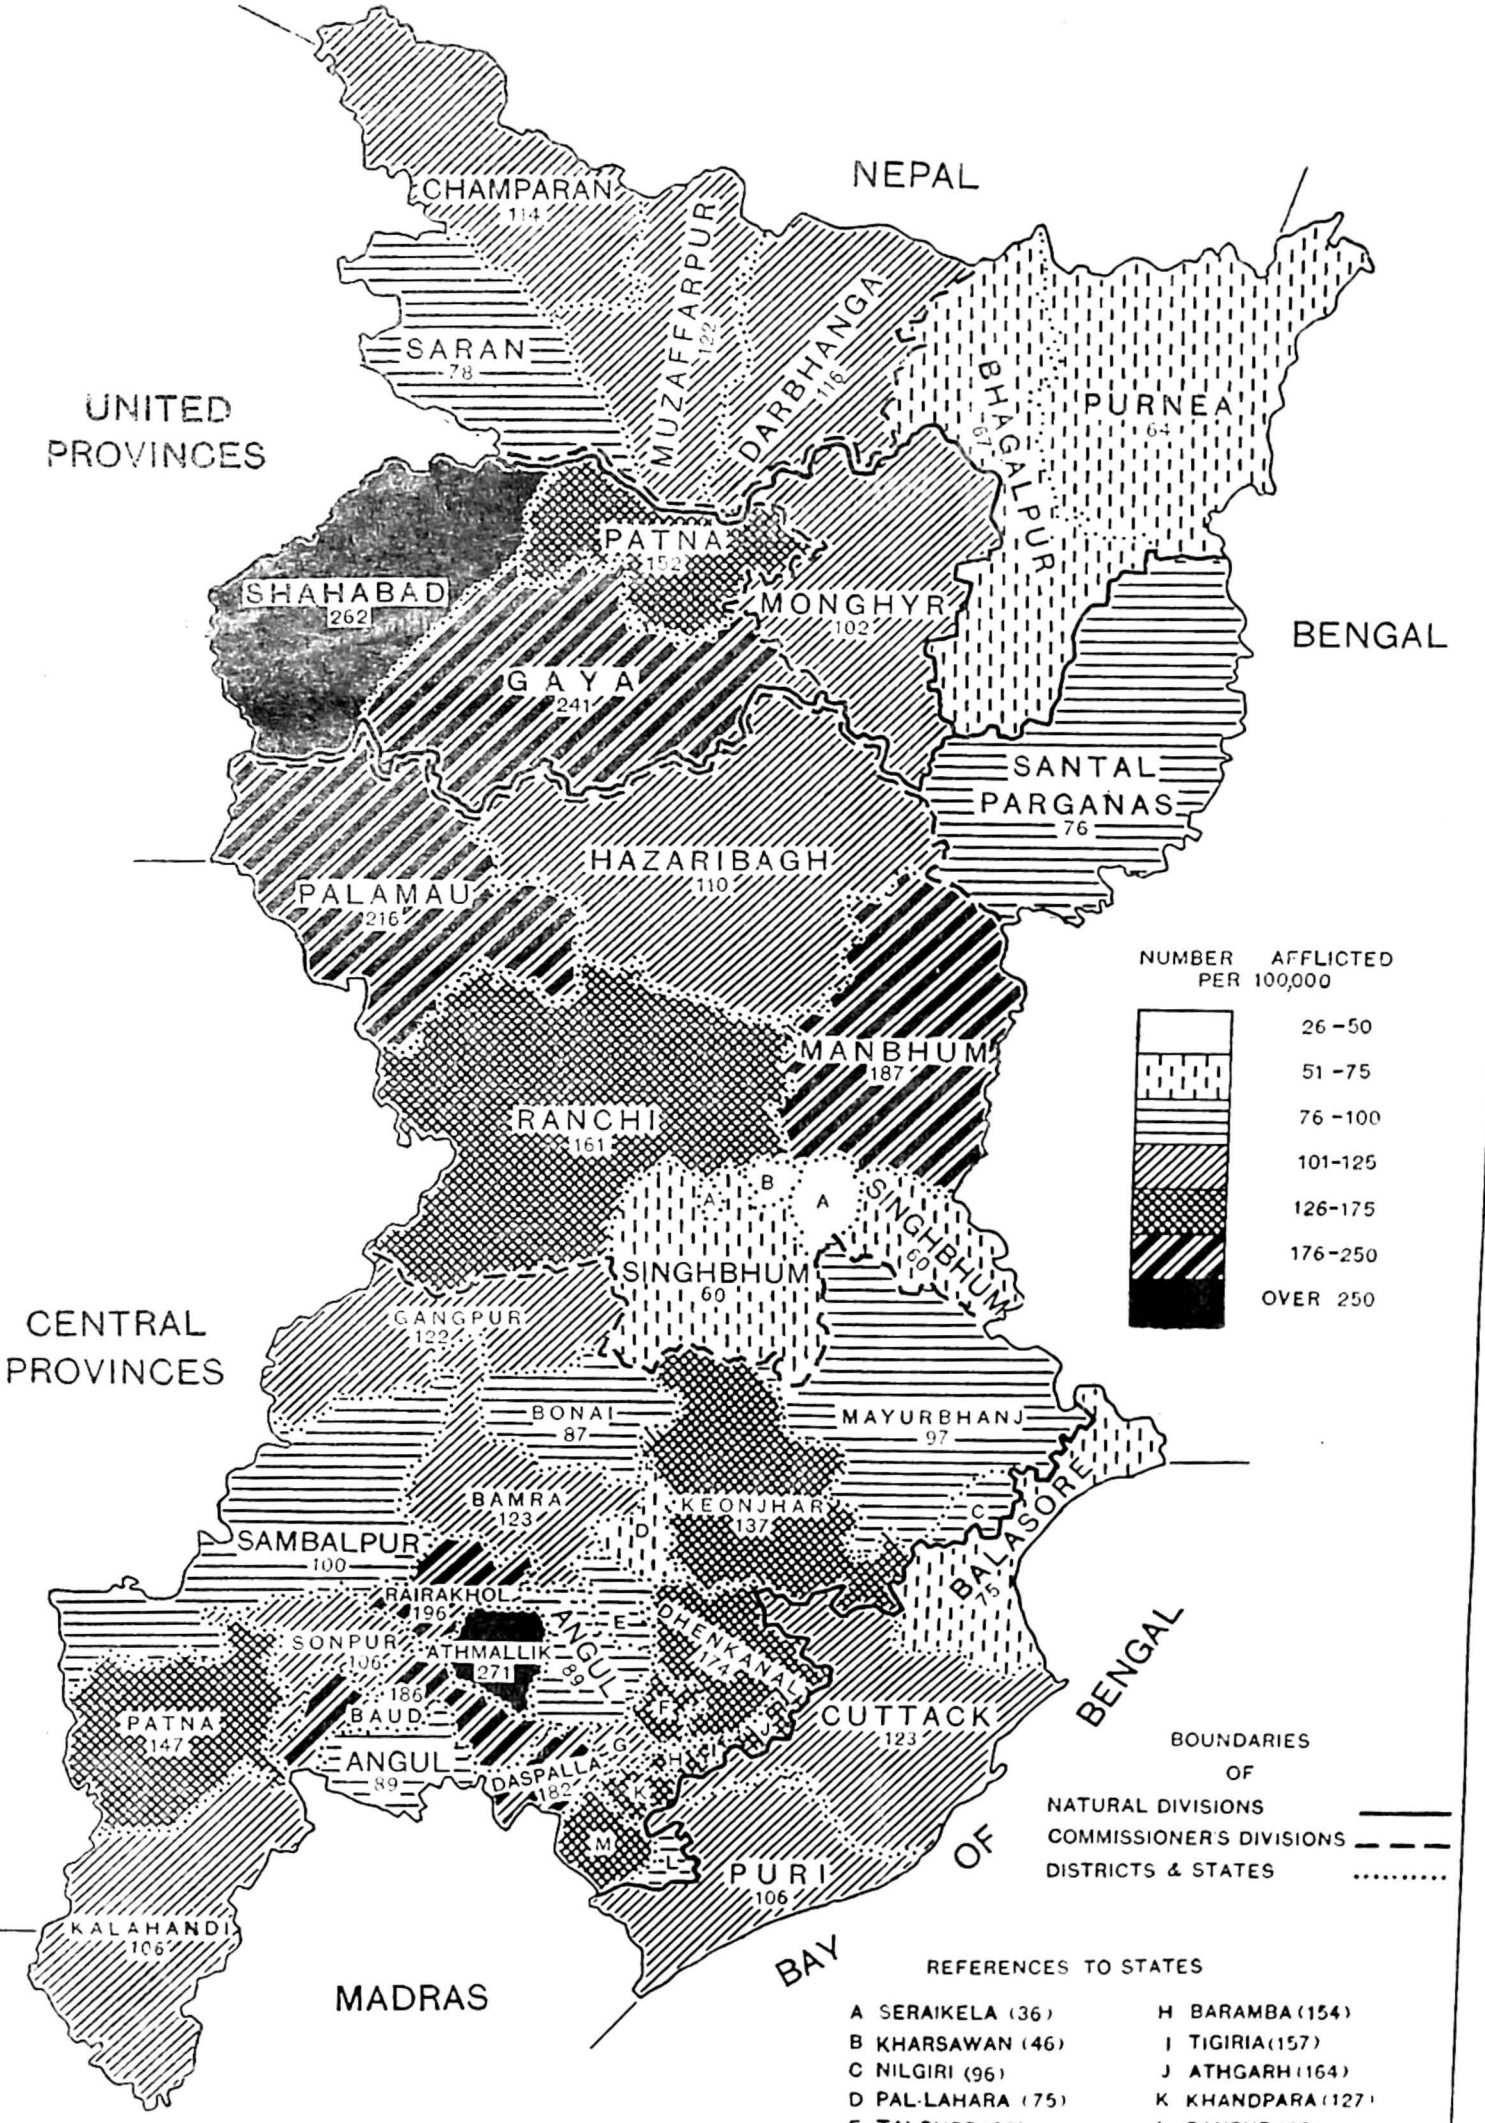 NEPAL
CHAMPARAN
114
MUZAFFARPUR
122
DARBHANGA
116
SARAN
78
UNITED
PROVINCES
BHAGALPUR
67
PURNEA
64
PATNA
152
SHAHABAD
262
MONGHYR
102
BENGAL
GAYA
241
SANTAL
PARGANAS
76
HAZARIBAGH
110
PALAMAU
216
NUMBER AFFLICTED
PER 100,000
26-50
51-75
76-100
101-125
126-175
176-250
OVER 250
MANBHUM
187
RANCHI
161
A
B
A
SINGHBHUM
60
SINGHBHUM
60
CENTRAL
PROVINCES
GANGPUR
122
BONAI
87
MAYURBHANJ
97
BAMRA
123
KEONJHAR
137
C
D
BALASORE
75
SAMBALPUR
100
RAIRAKHOL
196
SONPUR
106
ATHMALLIK
271
ANGUL
89
E
DHENKANAL
174
186
BAUD
PATNA
147
ANGUL
89
DASPALLA
182
F
G
H
I
J
K
L
M
CUTTACK
123
PURI
106
KALAHANDI
106
MADRAS
BAY
OF
BENGAL
BOUNDARIES
OF
NATURAL DIVISIONS
COMMISSIONER'S DIVISIONS
DISTRICTS & STATES
REFERENCES TO STATES
A SERAIKELA (36)
B KHARSAWAN (46)
C NILGIRI (96)
D PAL-LAHARA (75)
H BARAMBA (154)
I TIGIRIA (157)
J ATHGARH (164)
K KHANDPARA (127)